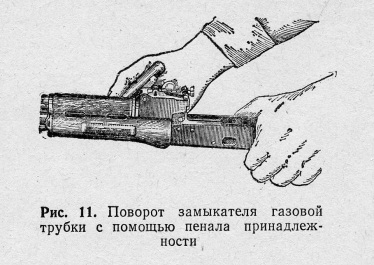 Рис. 11. Поворот замыкателя газовой
трубки с помощью пенала принадлеж-
ности